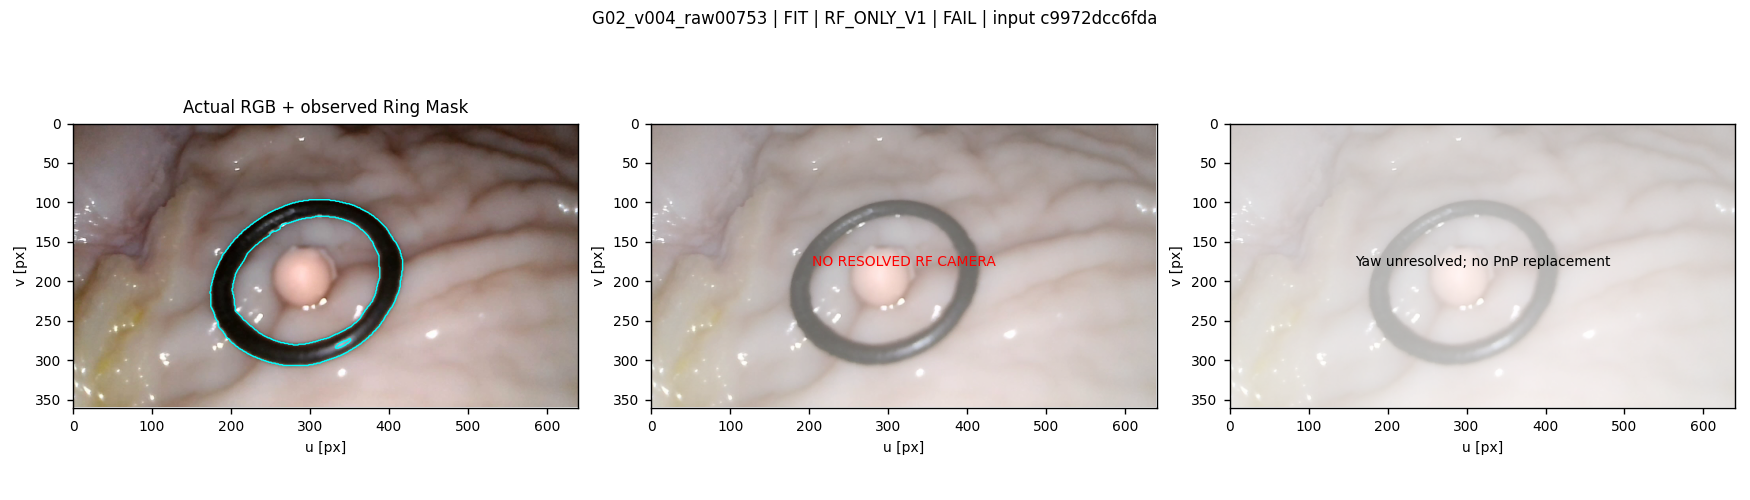 G02_v004_raw00753 | FIT | RF_ONLY_V1 | FAIL | input c9972dcc6fda
Actual RGB + observed Ring Mask
0
50
100
150
200
250
300
350
v [px]
0 100 200 300 400 500 600
u [px]
NO RESOLVED RF CAMERA
0
50
100
150
200
250
300
350
v [px]
0 100 200 300 400 500 600
u [px]
Yaw unresolved; no PnP replacement
0
50
100
150
200
250
300
350
v [px]
0 100 200 300 400 500 600
u [px]